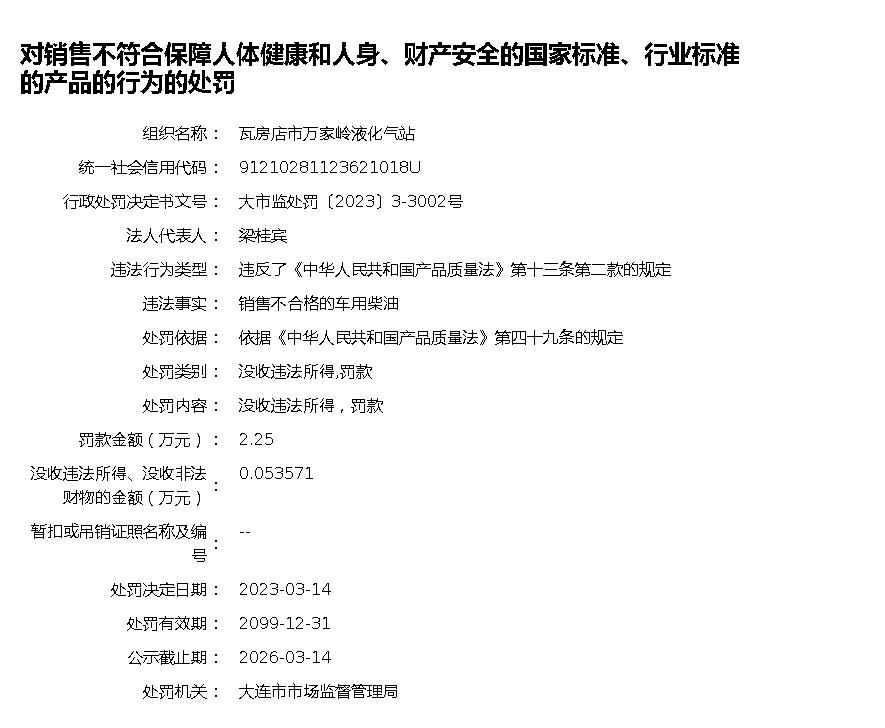 对销售不符合保障人体健康和人身、财产安全的国家标准、行业标准
的产品的行为的处罚
组织名称： 瓦房店市万家岭液化气站
统一社会信用代码： 91210281123621018U
行政处罚决定书文号： 大市监处罚〔2023〕3-3002号
法人代表人： 梁桂宾
违法行为类型： 违反了《中华人民共和国产品质量法》第十三条第二款的规定
违法事实： 销售不合格的车用柴油
处罚依据： 依据《中华人民共和国产品质量法》第四十九条的规定
处罚类别： 没收违法所得,罚款
处罚内容： 没收违法所得，罚款
罚款金额（万元）： 2.25
没收违法所得、没收非法
财物的金额（万元）： 0.053571
暂扣或吊销证照名称及编
号： --
处罚决定日期： 2023-03-14
处罚有效期： 2099-12-31
公示截止期： 2026-03-14
处罚机关： 大连市市场监督管理局